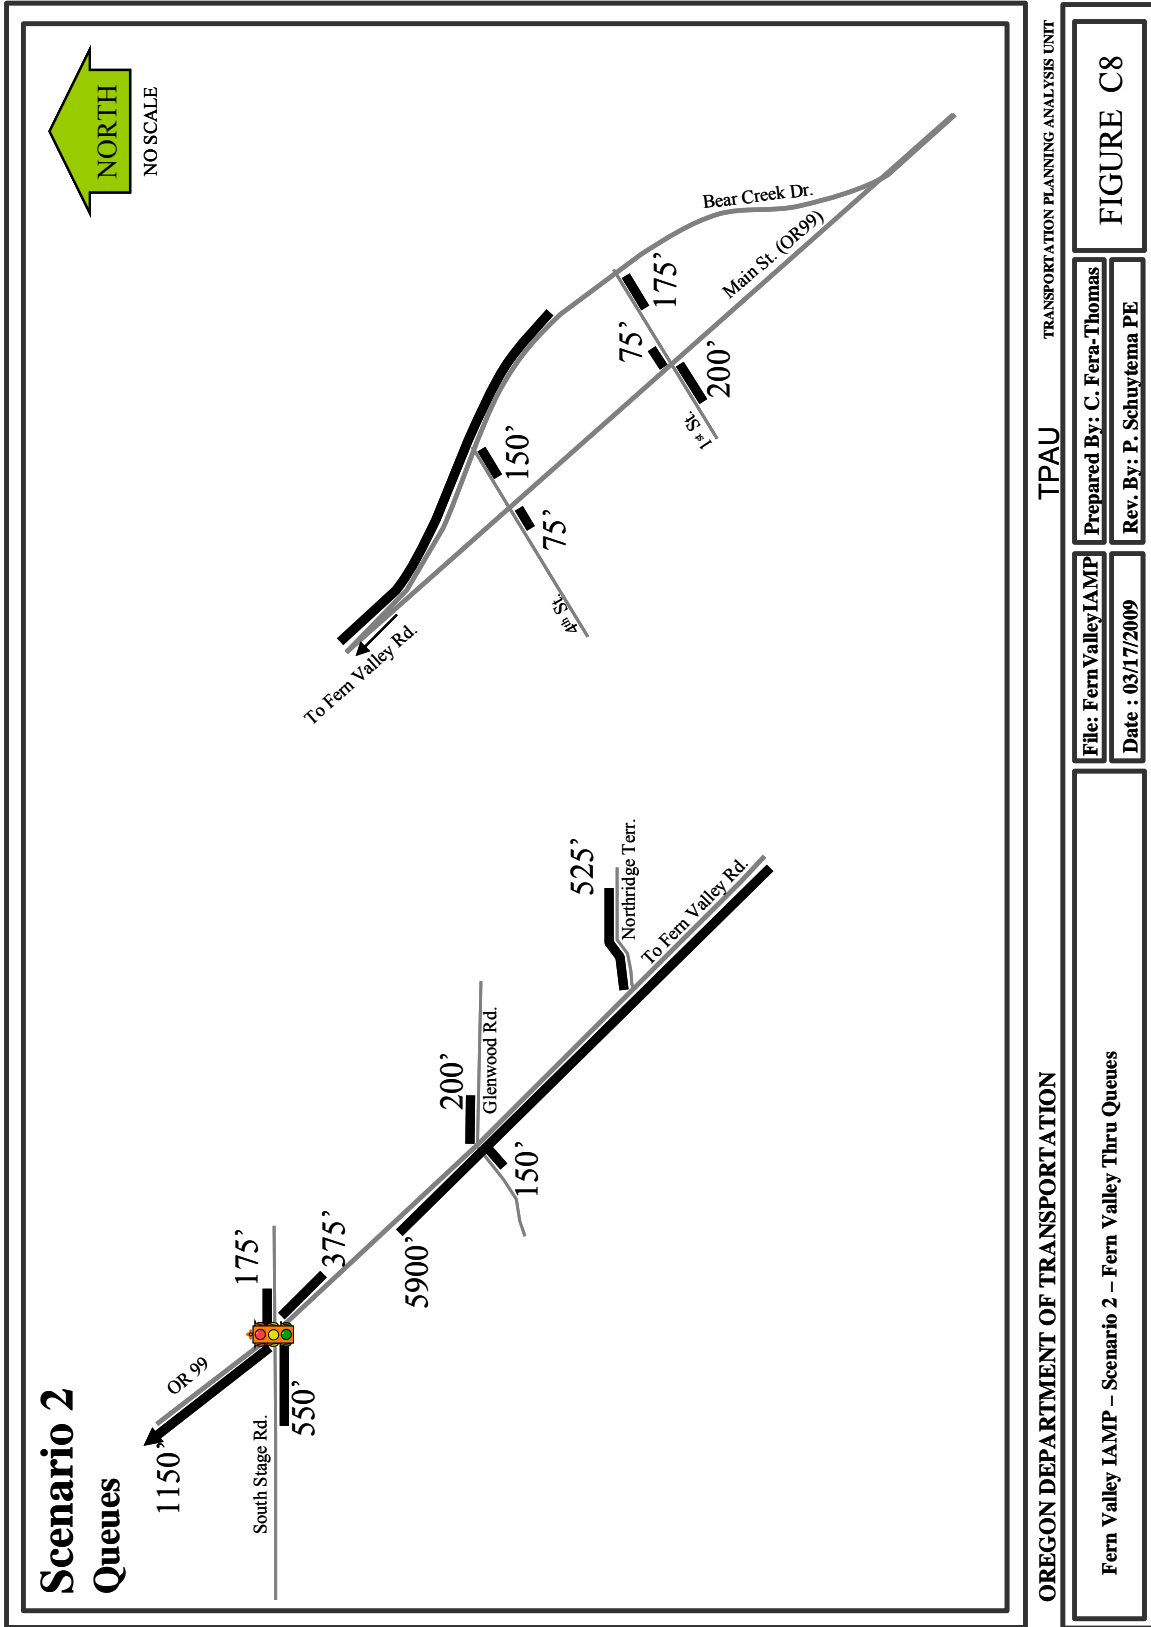 Scenario 2
Queues
NORTH
NO SCALE
1150’
OR 99
South Stage Rd.
550’
175’
375’
5900’
200’
Glenwood Rd.
150’
525’
Northridge Terr.
To Fern Valley Rd.
To Fern Valley Rd.
4th St.
75’
150’
1st St.
75’
200’
175’
Main St. (OR99)
Bear Creek Dr.
OREGON DEPARTMENT OF TRANSPORTATION
TPAU
TRANSPORTATION PLANNING ANALYSIS UNIT
Fern Valley IAMP – Scenario 2 – Fern Valley Thru Queues
File: FernValleyIAMP
Date : 03/17/2009
Prepared By: C. Fera-Thomas
Rev. By: P. Schuytema PE
FIGURE C8